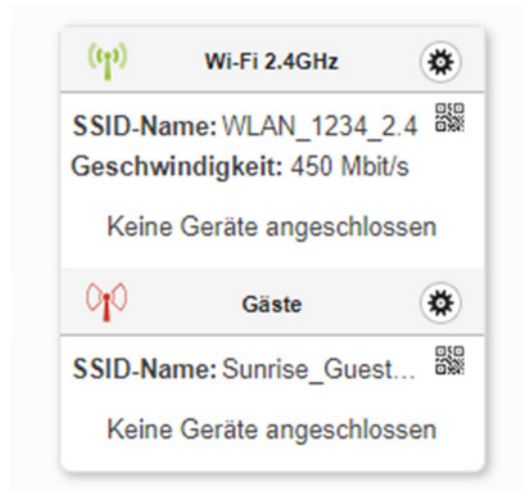 Wi-Fi 2.4GHz
SSID-Name: WLAN_1234_2.4
Geschwindigkeit: 450 Mbit/s
Keine Geräte angeschlossen
Gäste
SSID-Name: Sunrise_Guest...
Keine Geräte angeschlossen